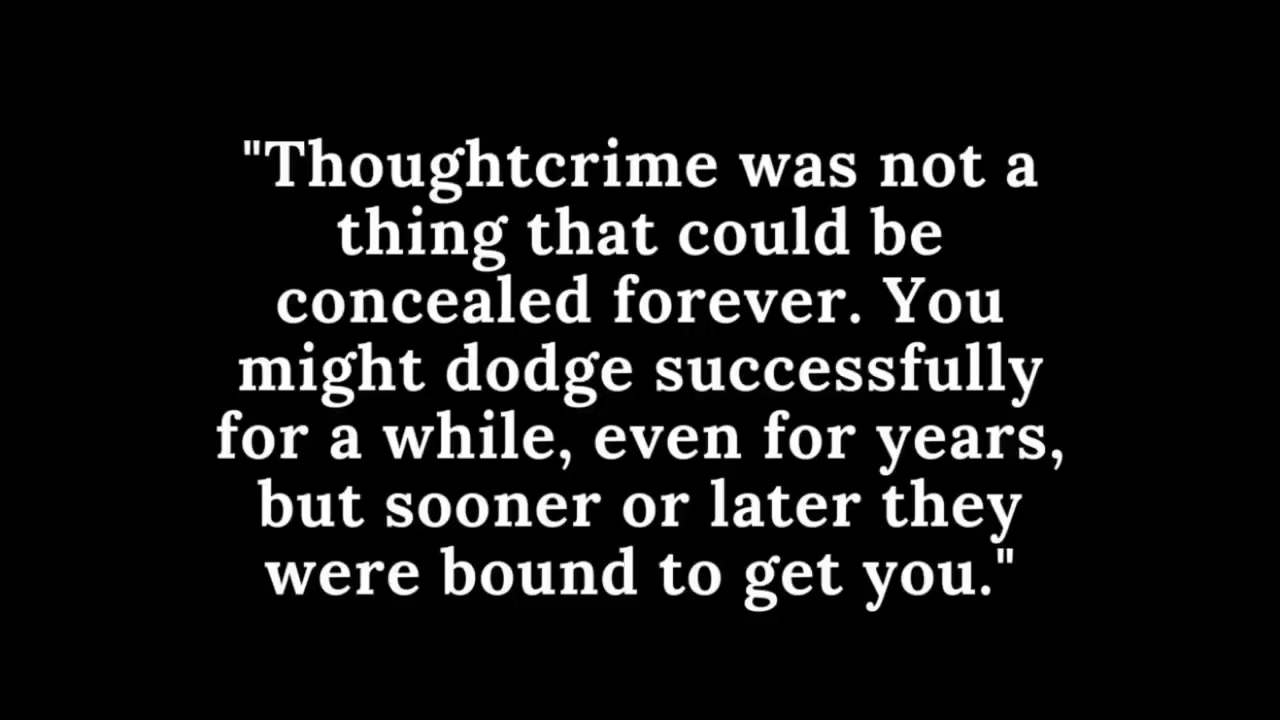 "Thoughtcrime was not a
thing that could be
concealed forever. You
might dodge successfully
for a while, even for years,
but sooner or later they
were bound to get you."